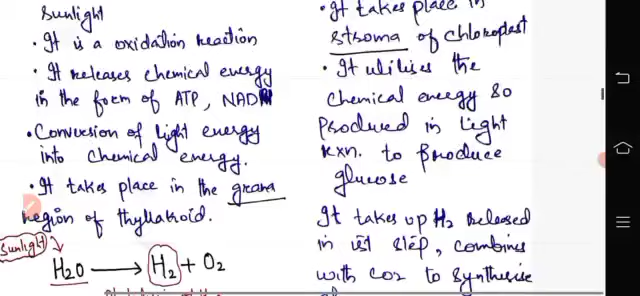 Sunlight
• It is a oxidation reaction
• It releases chemical energy
in the form of ATP, NAD
• Conversion of light energy
into chemical energy.
• It takes place in the grana
region of thyllakoid.
Sunlight
H2O → H2 + O2
• It takes place in
stroma of chloroplast
• It utilises the
chemical energy so
produced in light
rxn. to produce
glucose
It takes up H2 released
in 1st step, combines
with CO2 to synthesise